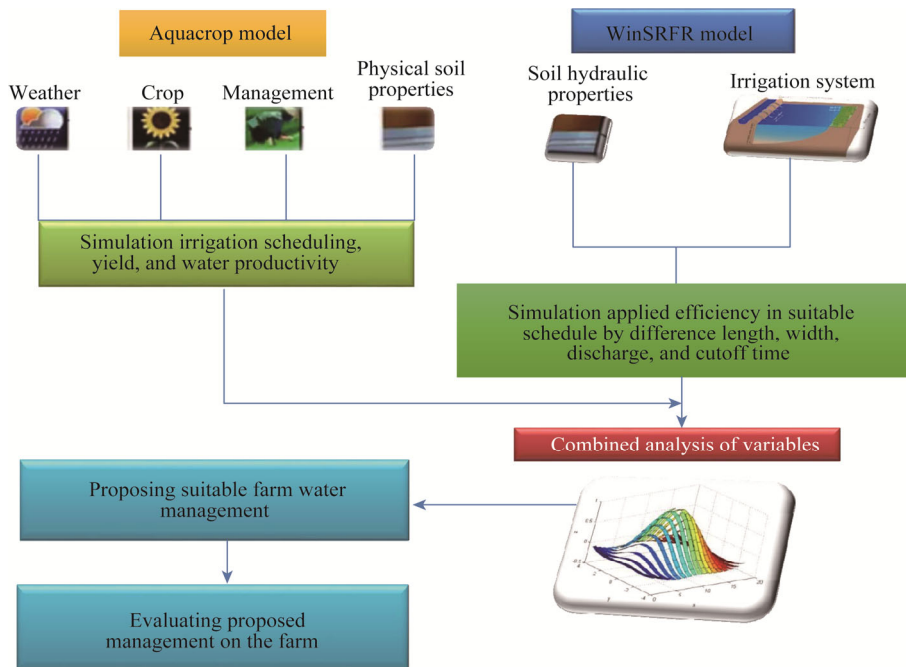 Aquacrop model
WinSRFR model
Weather
Crop
Management
Physical soil
properties
Soil hydraulic
properties
Irrigation system
Simulation irrigation scheduling,
yield, and water productivity
Simulation applied efficiency in suitable
schedule by difference length, width,
discharge, and cutoff time
Combined analysis of variables
Proposing suitable farm water
management
Evaluating proposed
management on the farm